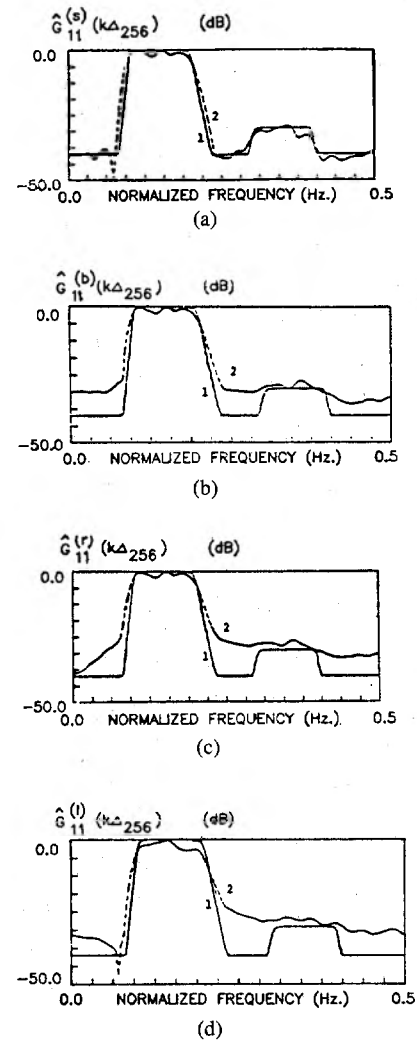 Ĝ₁₁⁽ˢ⁾(kΔ₂₅₆) (dB)
0.0
2
1
-50.0
0.0 NORMALIZED FREQUENCY (Hz.) 0.5
(a)
Ĝ₁₁⁽ᵇ⁾(kΔ₂₅₆) (dB)
0.0
2
1
-50.0
0.0 NORMALIZED FREQUENCY (Hz.) 0.5
(b)
Ĝ₁₁⁽ʳ⁾(kΔ₂₅₆) (dB)
0.0
2
1
-50.0
0.0 NORMALIZED FREQUENCY (Hz.) 0.5
(c)
Ĝ₁₁⁽ˡ⁾(kΔ₂₅₆) (dB)
0.0
2
1
-50.0
0.0 NORMALIZED FREQUENCY (Hz.) 0.5
(d)